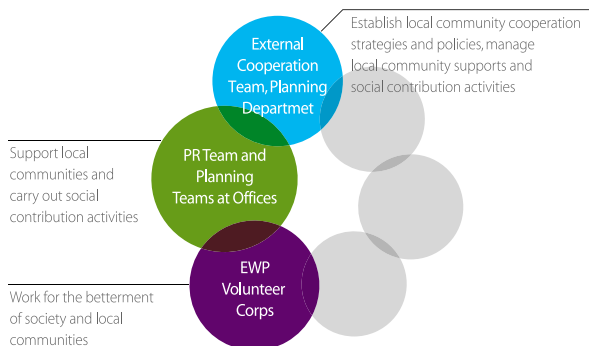 External
Cooperation
Team, Planning
Departmet
Establish local community cooperation
strategies and policies, manage
local community supports and
social contribution activities
PR Team and
Planning
Teams at Offices
Support local
communities and
carry out social
contribution activities
EWP
Volunteer
Corps
Work for the betterment
of society and local
communities